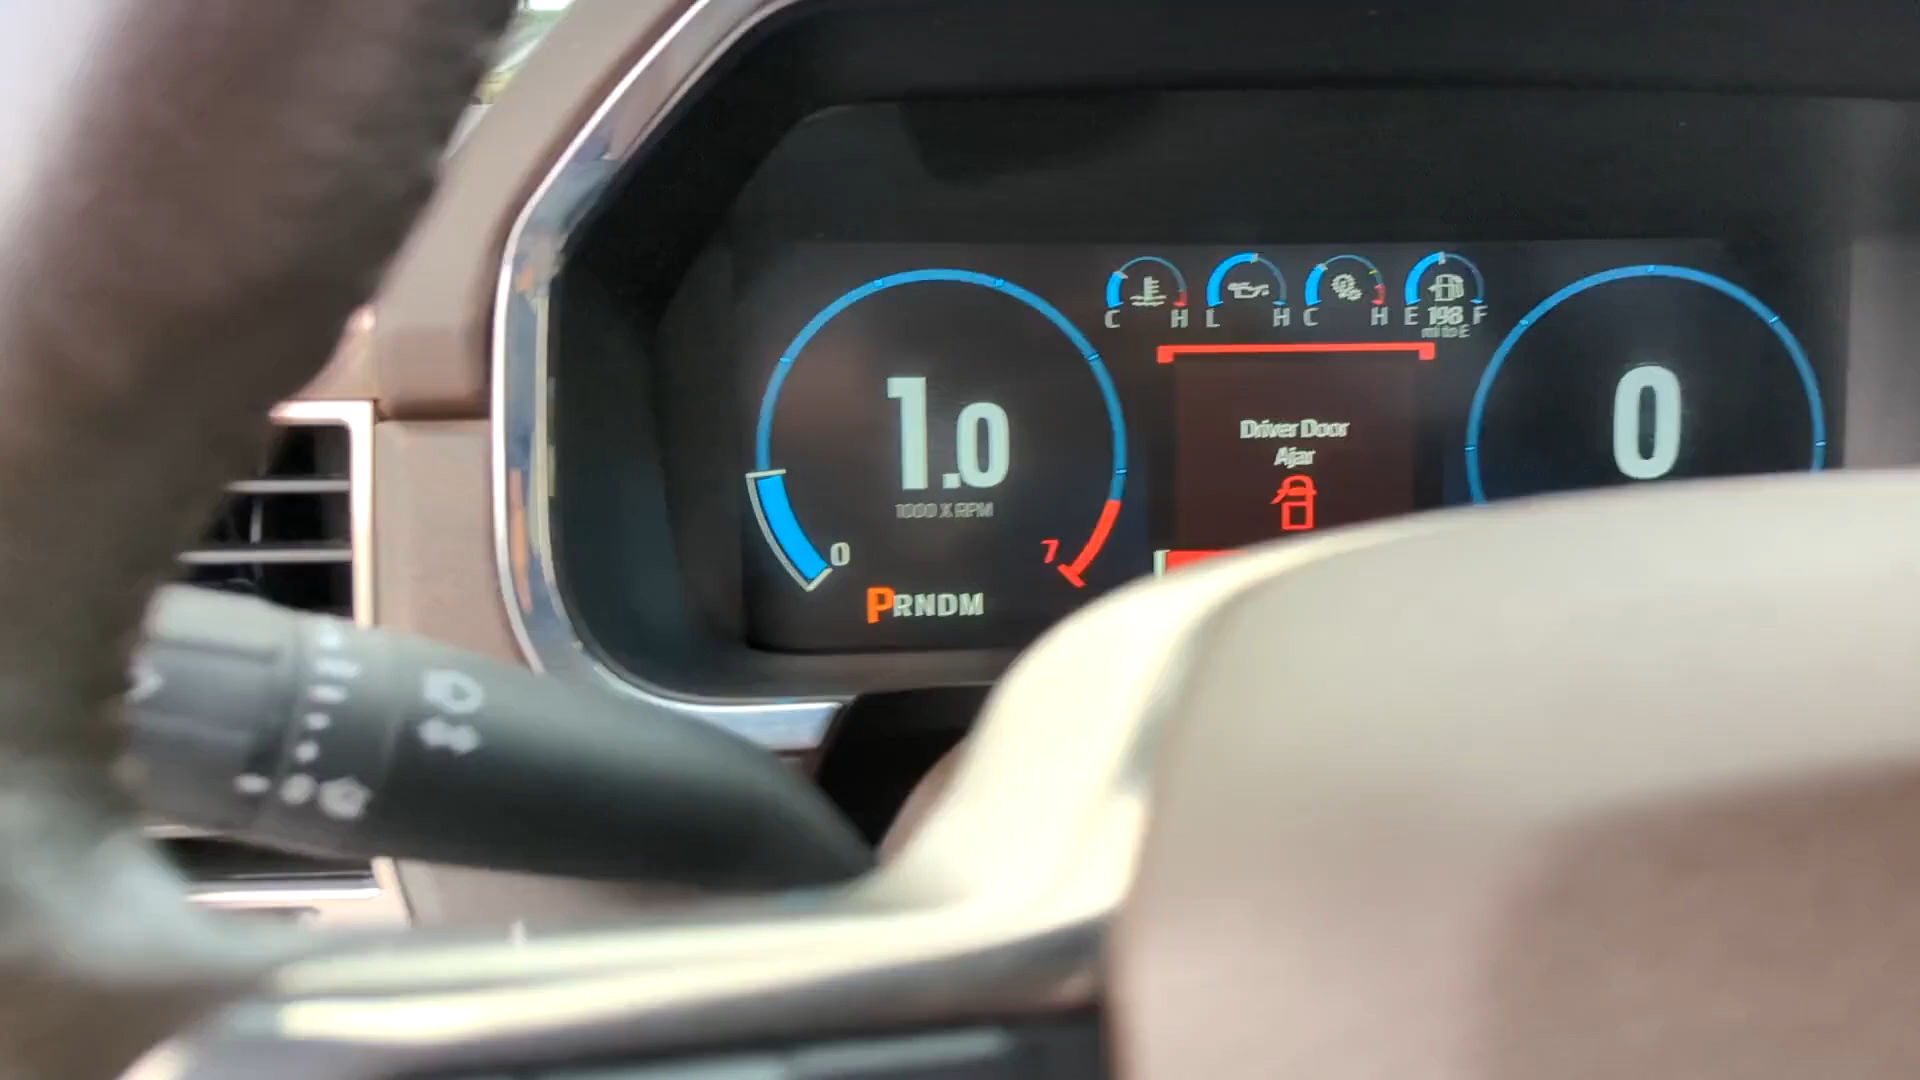 C H L H C H E 198 F
mi to E
1.0
1000 X RPM
0
7
PRNDM
Driver Door
Ajar
0